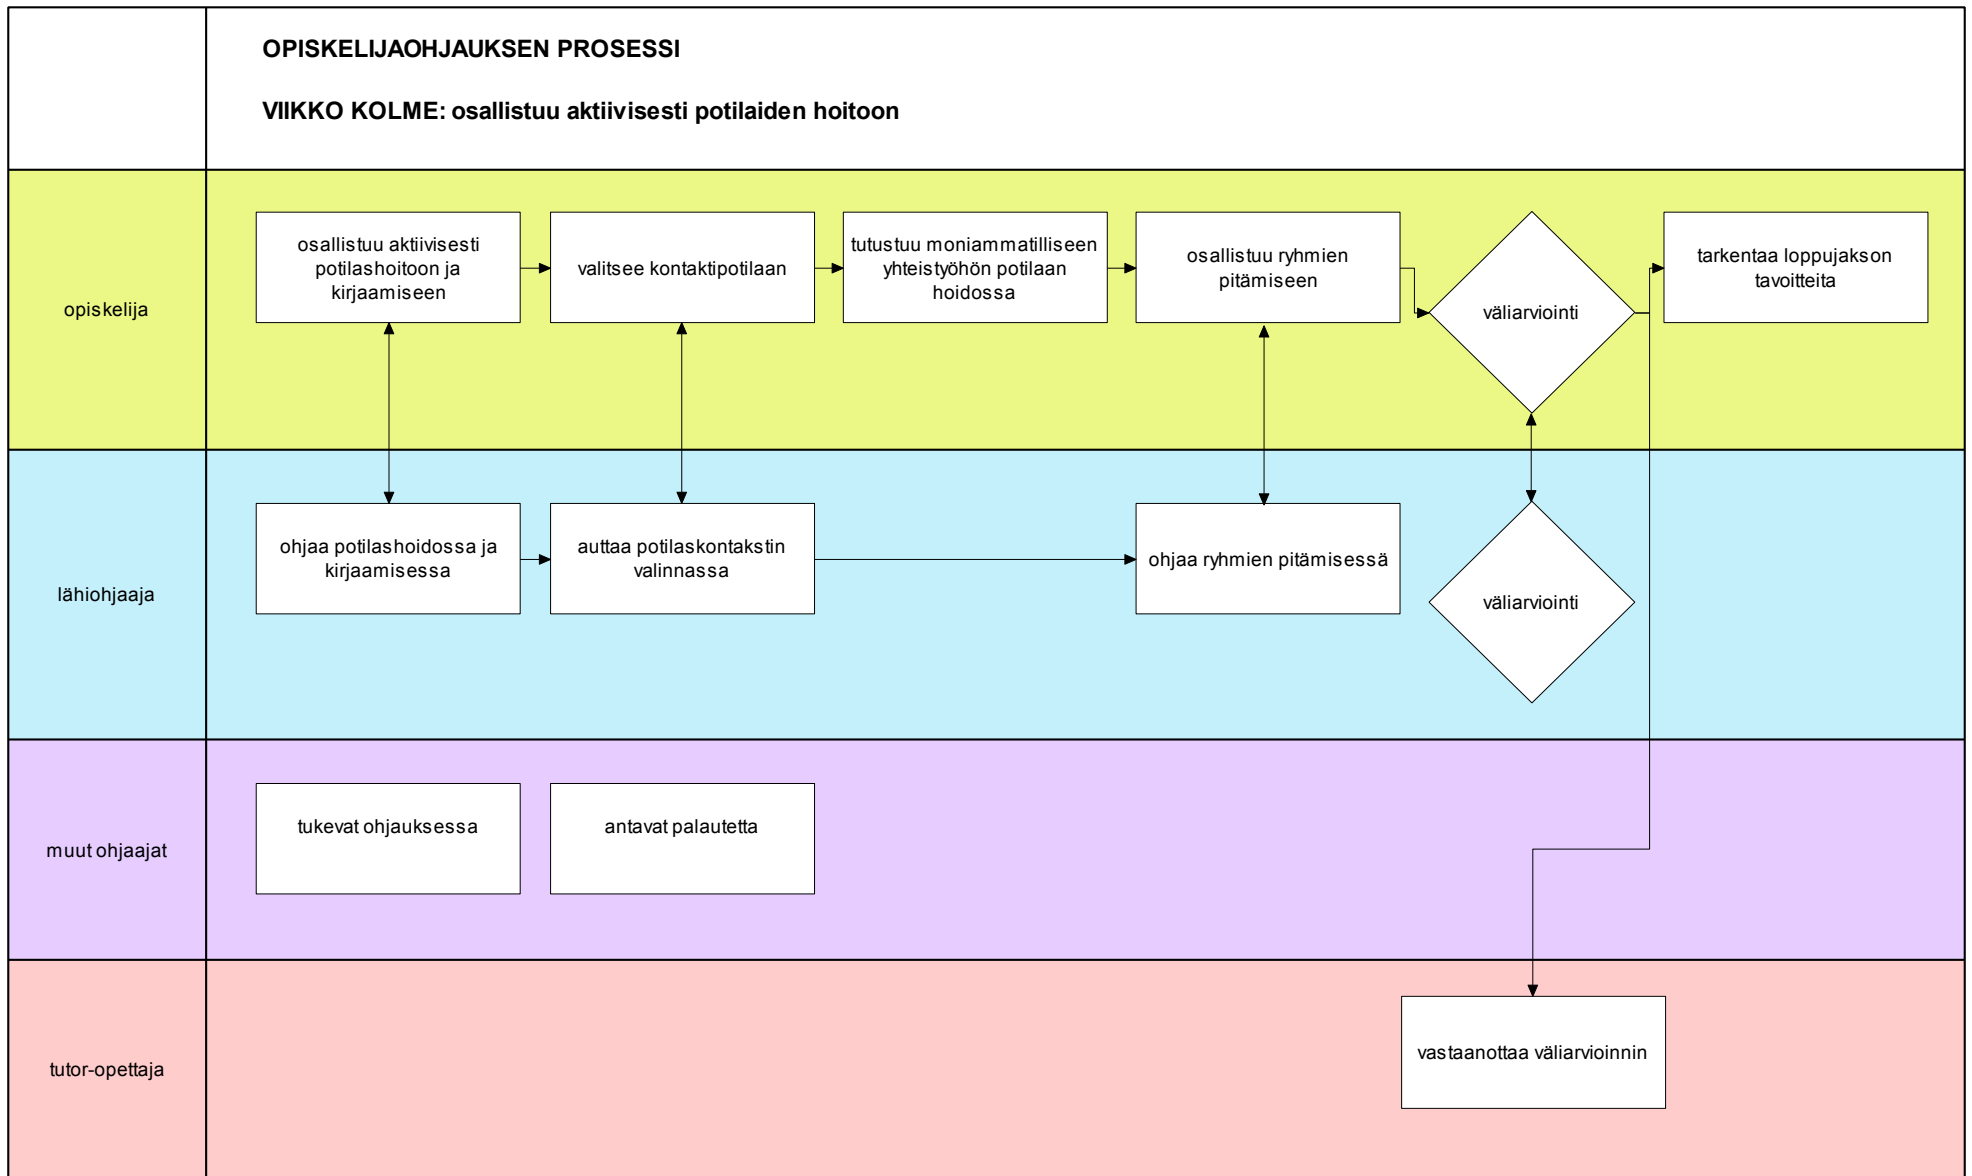 OPISKELIJAOHJAUKSEN PROSESSI
VIIKKO KOLME: osallistuu aktiivisesti potilaiden hoitoon
opiskelija
osallistuu aktiivisesti
potilashoitoon ja
kirjaamiseen
valitsee kontaktipotilaan
tutustuu moniammatilliseen
yhteistyöhön potilaan
hoidossa
osallistuu ryhmien
pitämiseen
väliarviointi
tarkentaa loppujakson
tavoitteita
lähiohjaaja
ohjaa potilashoidossa ja
kirjaamisessa
auttaa potilaskontakstin
valinnassa
ohjaa ryhmien pitämisessä
väliarviointi
muut ohjaajat
tukevat ohjauksessa
antavat palautetta
tutor-opettaja
vastaanottaa väliarvioinnin